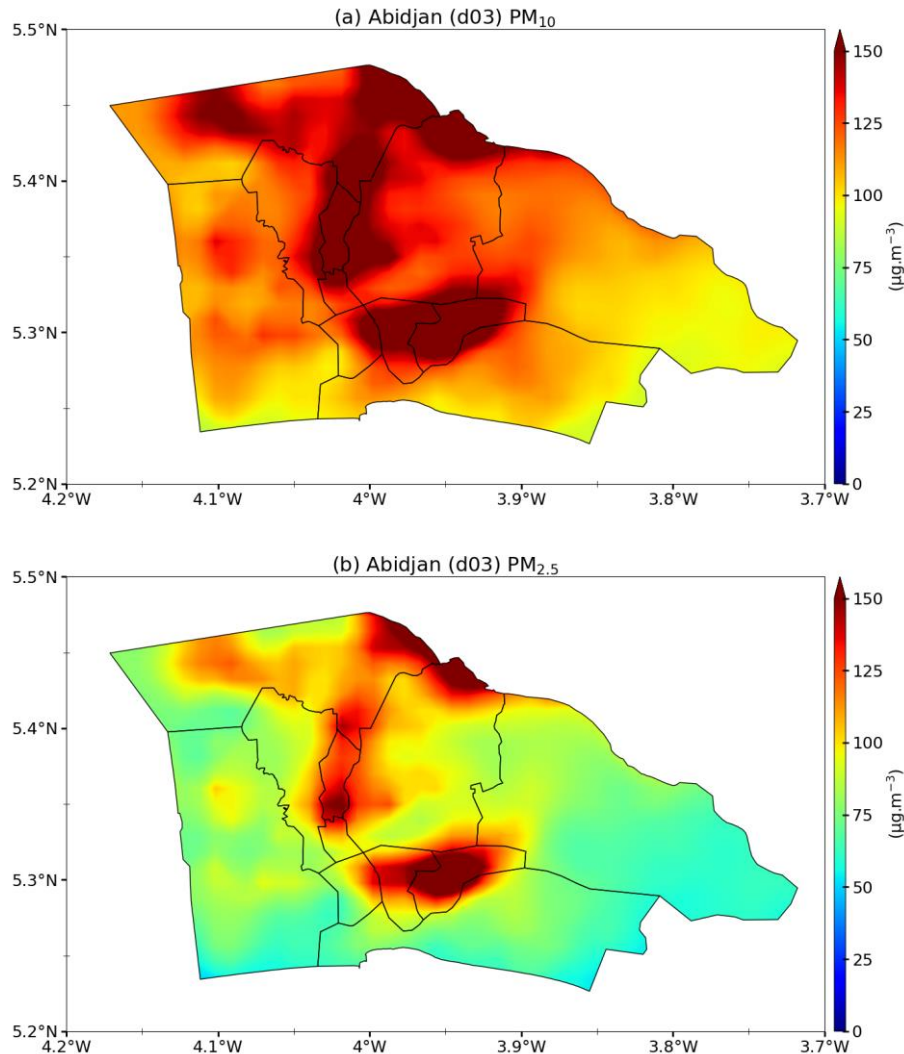 (a) Abidjan (d03) PM₁₀
5.5°N
5.4°N
5.3°N
5.2°N
4.2°W 4.1°W 4°W 3.9°W 3.8°W 3.7°W
150
125
100
75
50
25
0
(µg.m⁻³)
(b) Abidjan (d03) PM₂.₅
5.5°N
5.4°N
5.3°N
5.2°N
4.2°W 4.1°W 4°W 3.9°W 3.8°W 3.7°W
150
125
100
75
50
25
0
(µg.m⁻³)